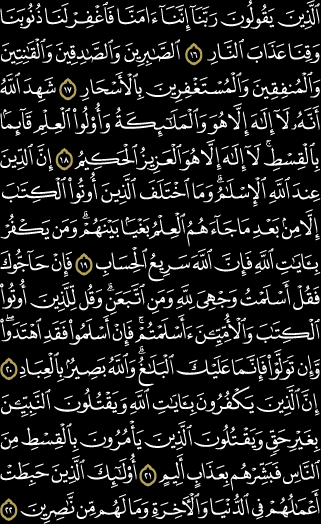 ٱلَّذِينَ يَقُولُونَ رَبَّنَآ إِنَّنَآ ءَامَنَّا فَٱغْفِرْ لَنَا ذُنُوبَنَا
وَقِنَا عَذَابَ ٱلنَّارِ ١٦ ٱلصَّٰبِرِينَ وَٱلصَّٰدِقِينَ وَٱلْقَٰنِتِينَ
وَٱلْمُنفِقِينَ وَٱلْمُسْتَغْفِرِينَ بِٱلْأَسْحَارِ ١٧ شَهِدَ ٱللَّهُ
أَنَّهُۥ لَآ إِلَٰهَ إِلَّا هُوَ وَٱلْمَلَٰٓئِكَةُ وَأُو۟لُوا۟ ٱلْعِلْمِ قَآئِمًۢا
بِٱلْقِسْطِ ۚ لَآ إِلَٰهَ إِلَّا هُوَ ٱلْعَزِيزُ ٱلْحَكِيمُ ١٨ إِنَّ ٱلدِّينَ
عِندَ ٱللَّهِ ٱلْإِسْلَٰمُ ۗ وَمَا ٱخْتَلَفَ ٱلَّذِينَ أُوتُوا۟ ٱلْكِتَٰبَ
إِلَّا مِنۢ بَعْدِ مَا جَآءَهُمُ ٱلْعِلْمُ بَغْيًۢا بَيْنَهُمْ ۗ وَمَن يَكْفُرْ
بِـَٔايَٰتِ ٱللَّهِ فَإِنَّ ٱللَّهَ سَرِيعُ ٱلْحِسَابِ ١٩ فَإِنْ حَآجُّوكَ
فَقُلْ أَسْلَمْتُ وَجْهِىَ لِلَّهِ وَمَنِ ٱتَّبَعَنِ ۗ وَقُل لِّلَّذِينَ أُوتُوا۟
ٱلْكِتَٰبَ وَٱلْأُمِّيِّـۧنَ ءَأَسْلَمْتُمْ ۚ فَإِنْ أَسْلَمُوا۟ فَقَدِ ٱهْتَدَوا۟ ۖ
وَّإِن تَوَلَّوْا۟ فَإِنَّمَا عَلَيْكَ ٱلْبَلَٰغُ ۗ وَٱللَّهُ بَصِيرٌۢ بِٱلْعِبَادِ ٢٠
إِنَّ ٱلَّذِينَ يَكْفُرُونَ بِـَٔايَٰتِ ٱللَّهِ وَيَقْتُلُونَ ٱلنَّبِيِّـۧنَ
بِغَيْرِ حَقٍّ وَيَقْتُلُونَ ٱلَّذِينَ يَأْمُرُونَ بِٱلْقِسْطِ مِنَ
ٱلنَّاسِ فَبَشِّرْهُم بِعَذَابٍ أَلِيمٍ ٢١ أُو۟لَٰٓئِكَ ٱلَّذِينَ حَبِطَتْ
أَعْمَٰلُهُمْ فِى ٱلدُّنْيَا وَٱلْءَاخِرَةِ وَمَا لَهُم مِّن نَّٰصِرِينَ ٢٢